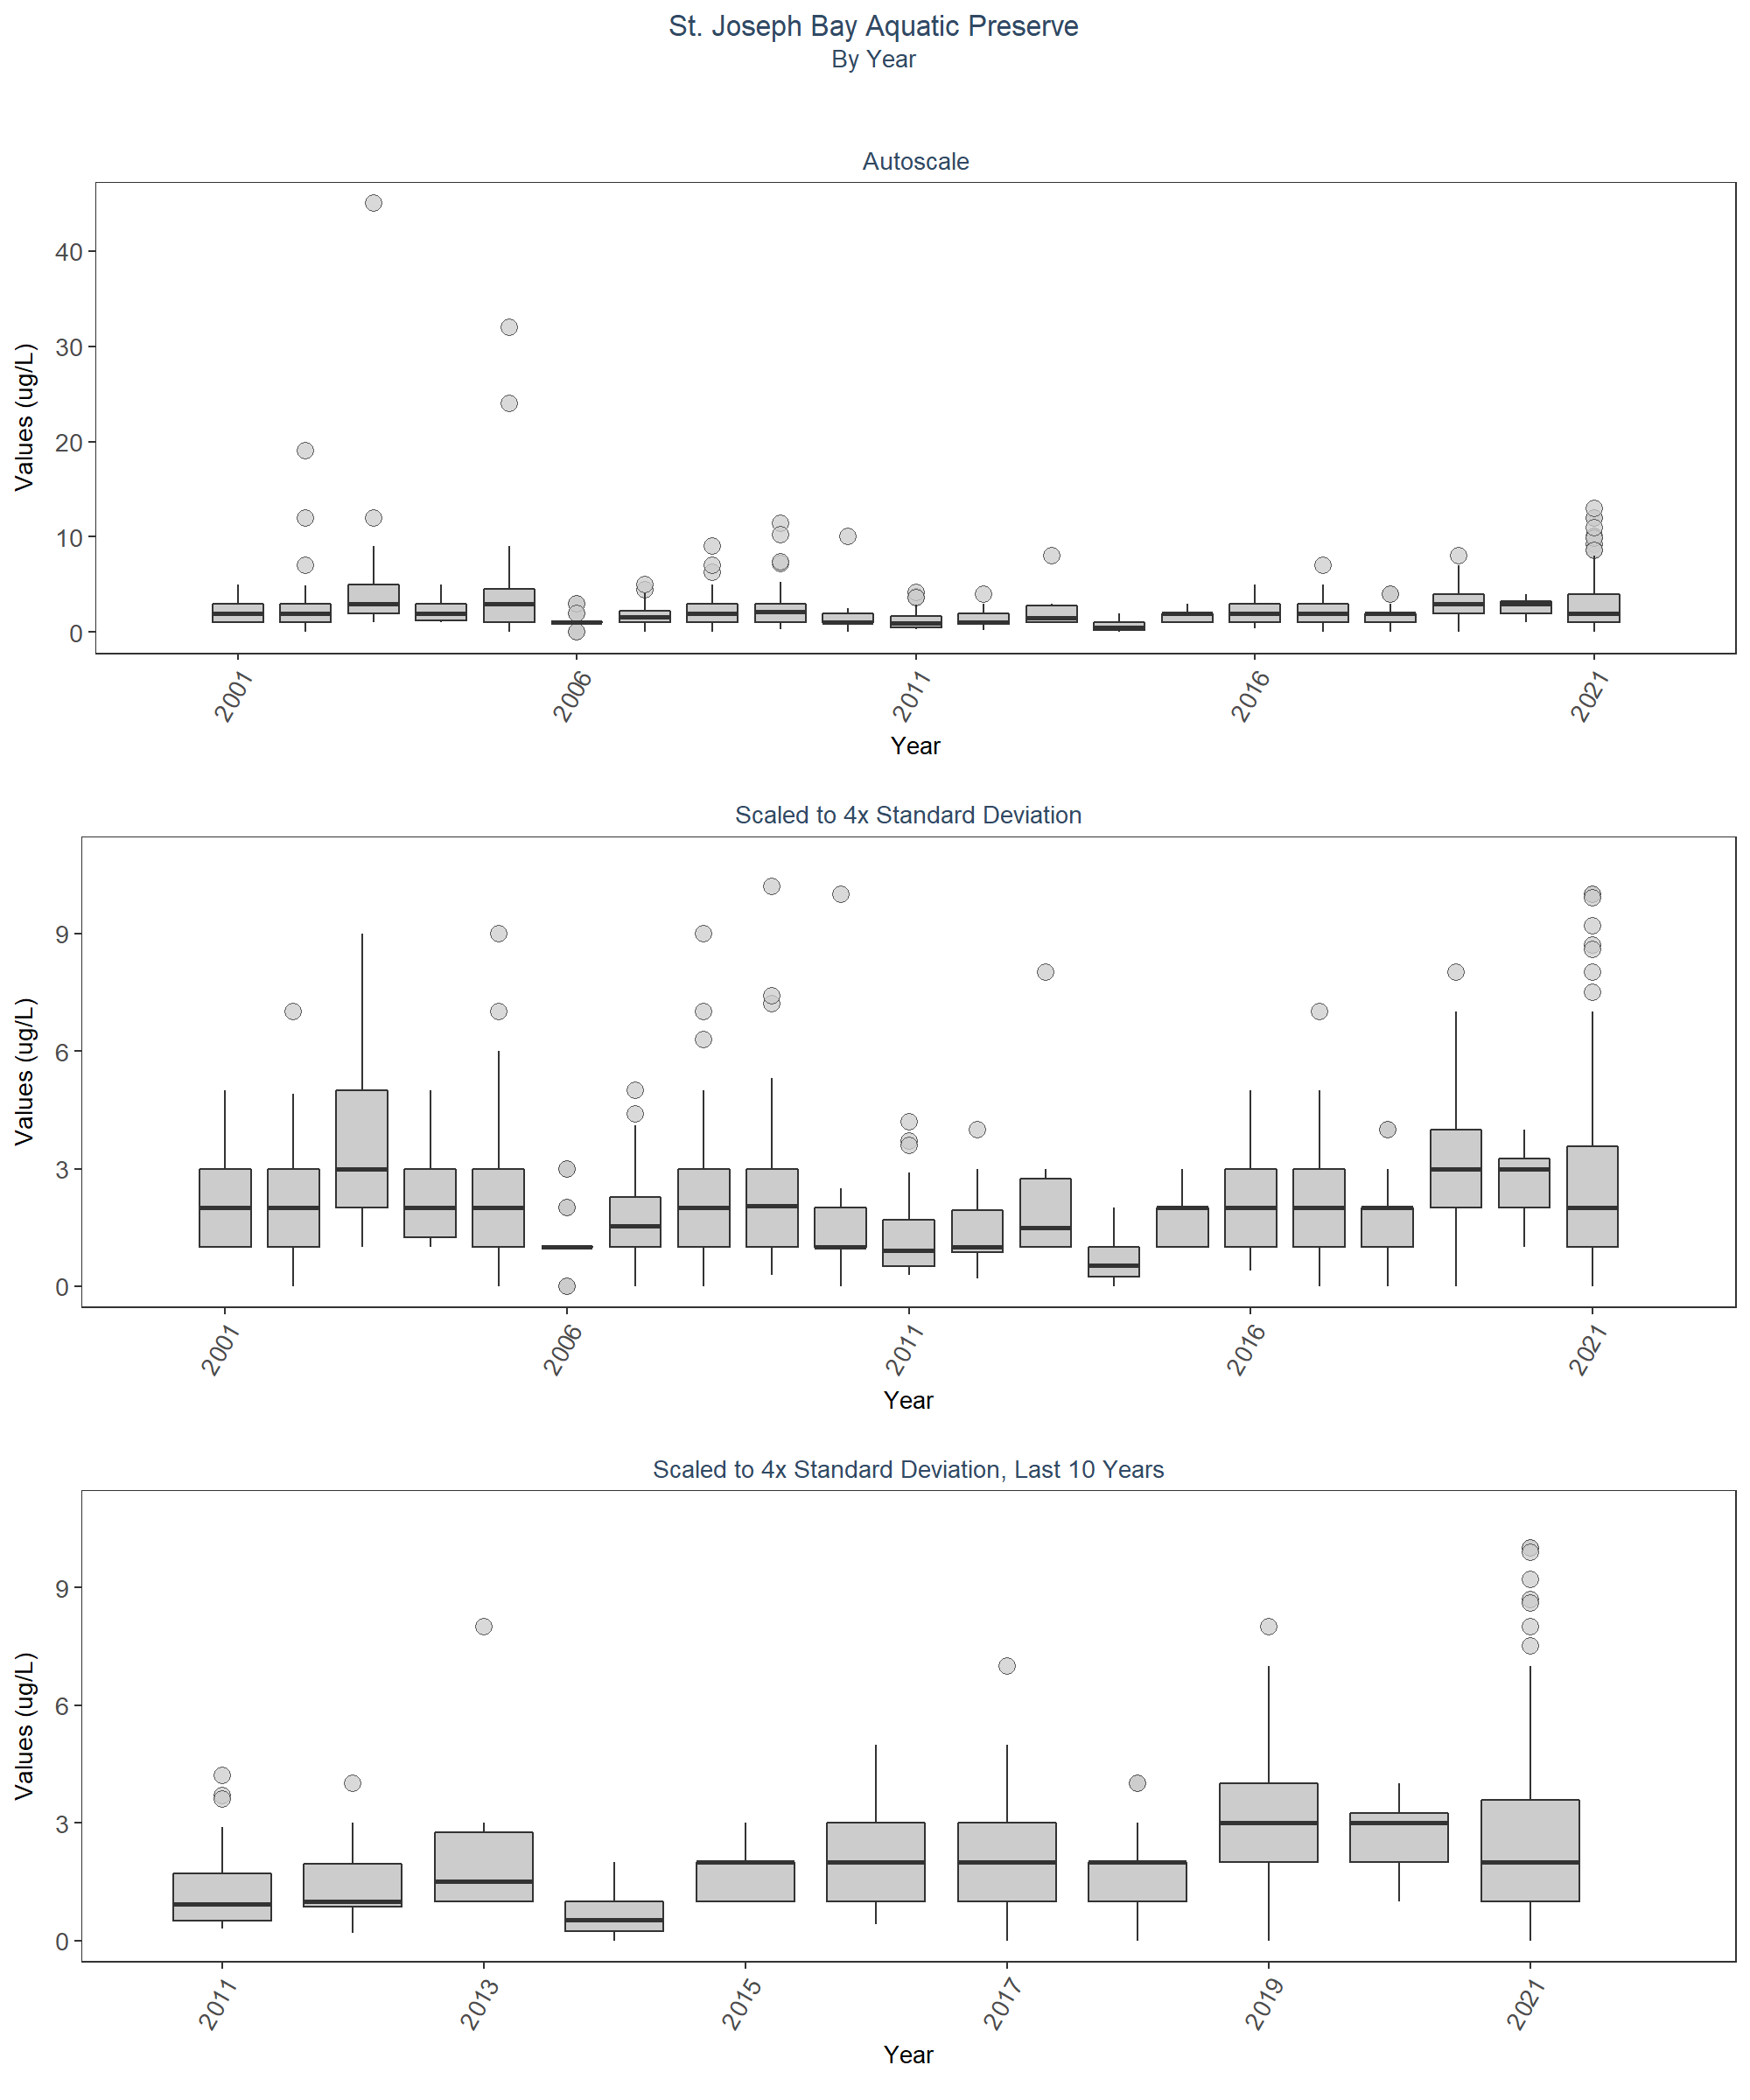 St. Joseph Bay Aquatic Preserve
By Year
Autoscale
Values (ug/L)
40
30
20
10
0
2001
2006
2011
2016
2021
Year
Scaled to 4x Standard Deviation
Values (ug/L)
9
6
3
0
2001
2006
2011
2016
2021
Year
Scaled to 4x Standard Deviation, Last 10 Years
Values (ug/L)
9
6
3
0
2011
2013
2015
2017
2019
2021
Year